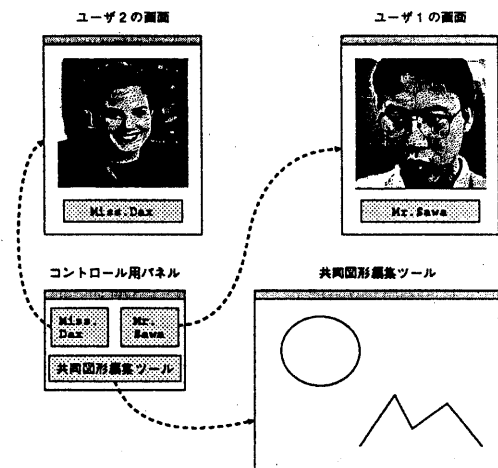 ユーザ2の画面
ユーザ1の画面
Miss.Dax
Mr.Sawa
コントロール用パネル
共同図形編集ツール
Miss.
Dax
Mr.
Sawa
共同図形編集ツール